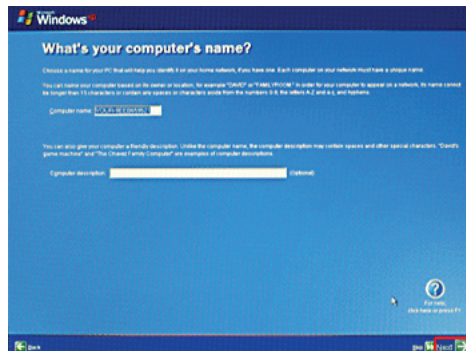 Microsoft
Windows xp
What's your computer's name?
Choose a name for your PC that will help you identify it on your home network, if you have one. Each computer on your network must have a unique name.
You can name your computer based on its owner or location, for example "DAVID" or "FAMILYROOM." In order for your computer to appear on a network, its name cannot
be longer than 15 characters or contain any spaces or characters aside from the numbers 0-9, the letters A-Z and a-z, and hyphens.
Computer name:
You can also give your computer a friendly description. Unlike the computer name, the computer description may contain spaces and other special characters. "David's
game machine" and "The Chavez Family Computer" are examples of computer descriptions.
Computer description: (Optional)
?
For help,
click here or press F1.
Back Skip Next